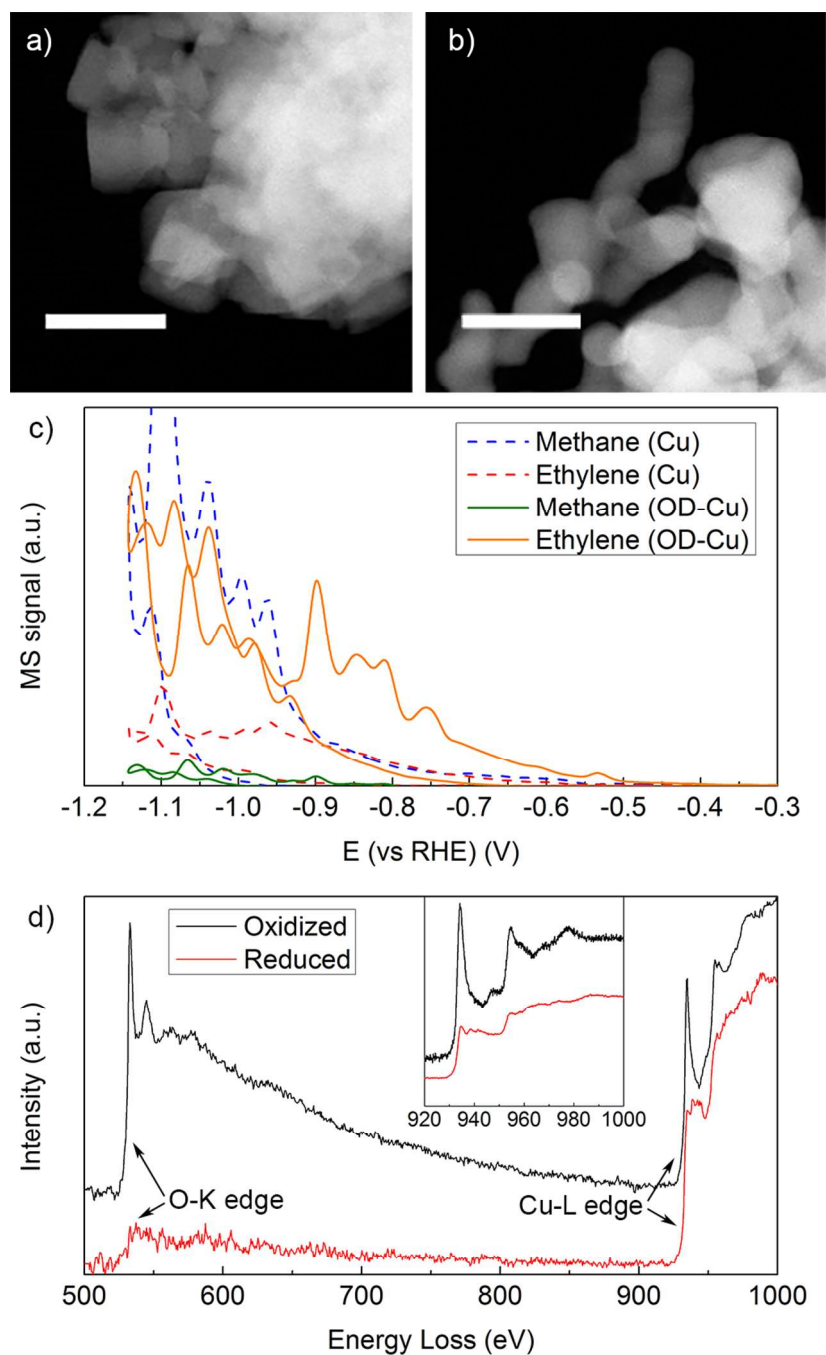 a)
b)
c)
Methane (Cu)
Ethylene (Cu)
Methane (OD-Cu)
Ethylene (OD-Cu)
MS signal (a.u.)
-1.2 -1.1 -1.0 -0.9 -0.8 -0.7 -0.6 -0.5 -0.4 -0.3
E (vs RHE) (V)
d)
Oxidized
Reduced
920 940 960 980 1000
Intensity (a.u.)
O-K edge
Cu-L edge
500 600 700 800 900 1000
Energy Loss (eV)